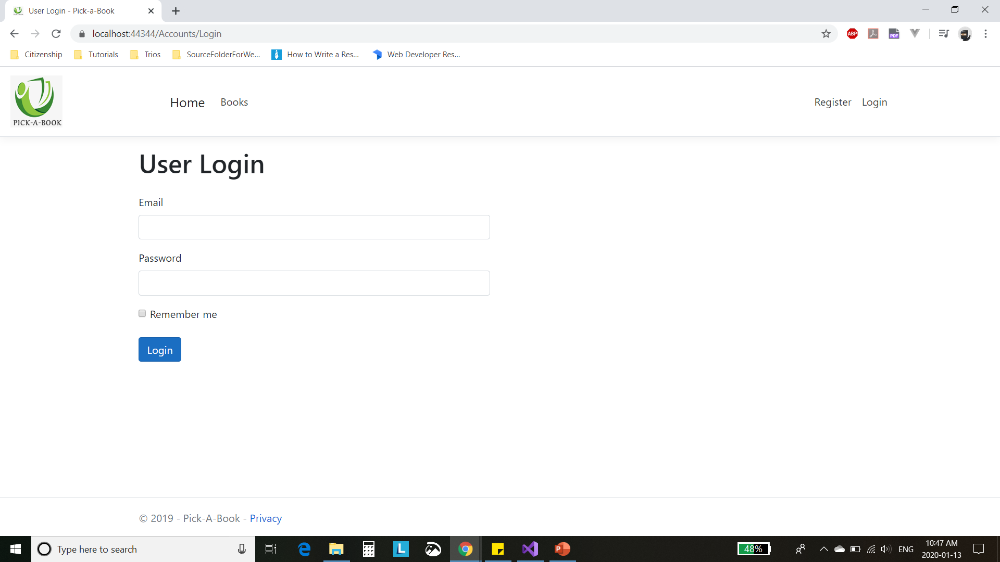 User Login - Pick-a-Book
localhost:44344/Accounts/Login
ABP
PDF
Citizenship
Tutorials
Trios
SourceFolderForWe...
How to Write a Res...
Web Developer Res...
PICK-A-BOOK
Home
Books
Register
Login
User Login
Email
Password
Remember me
Login
© 2019 - Pick-A-Book - Privacy
Type here to search
L
P
48%
ENG
10:47 AM
2020-01-13